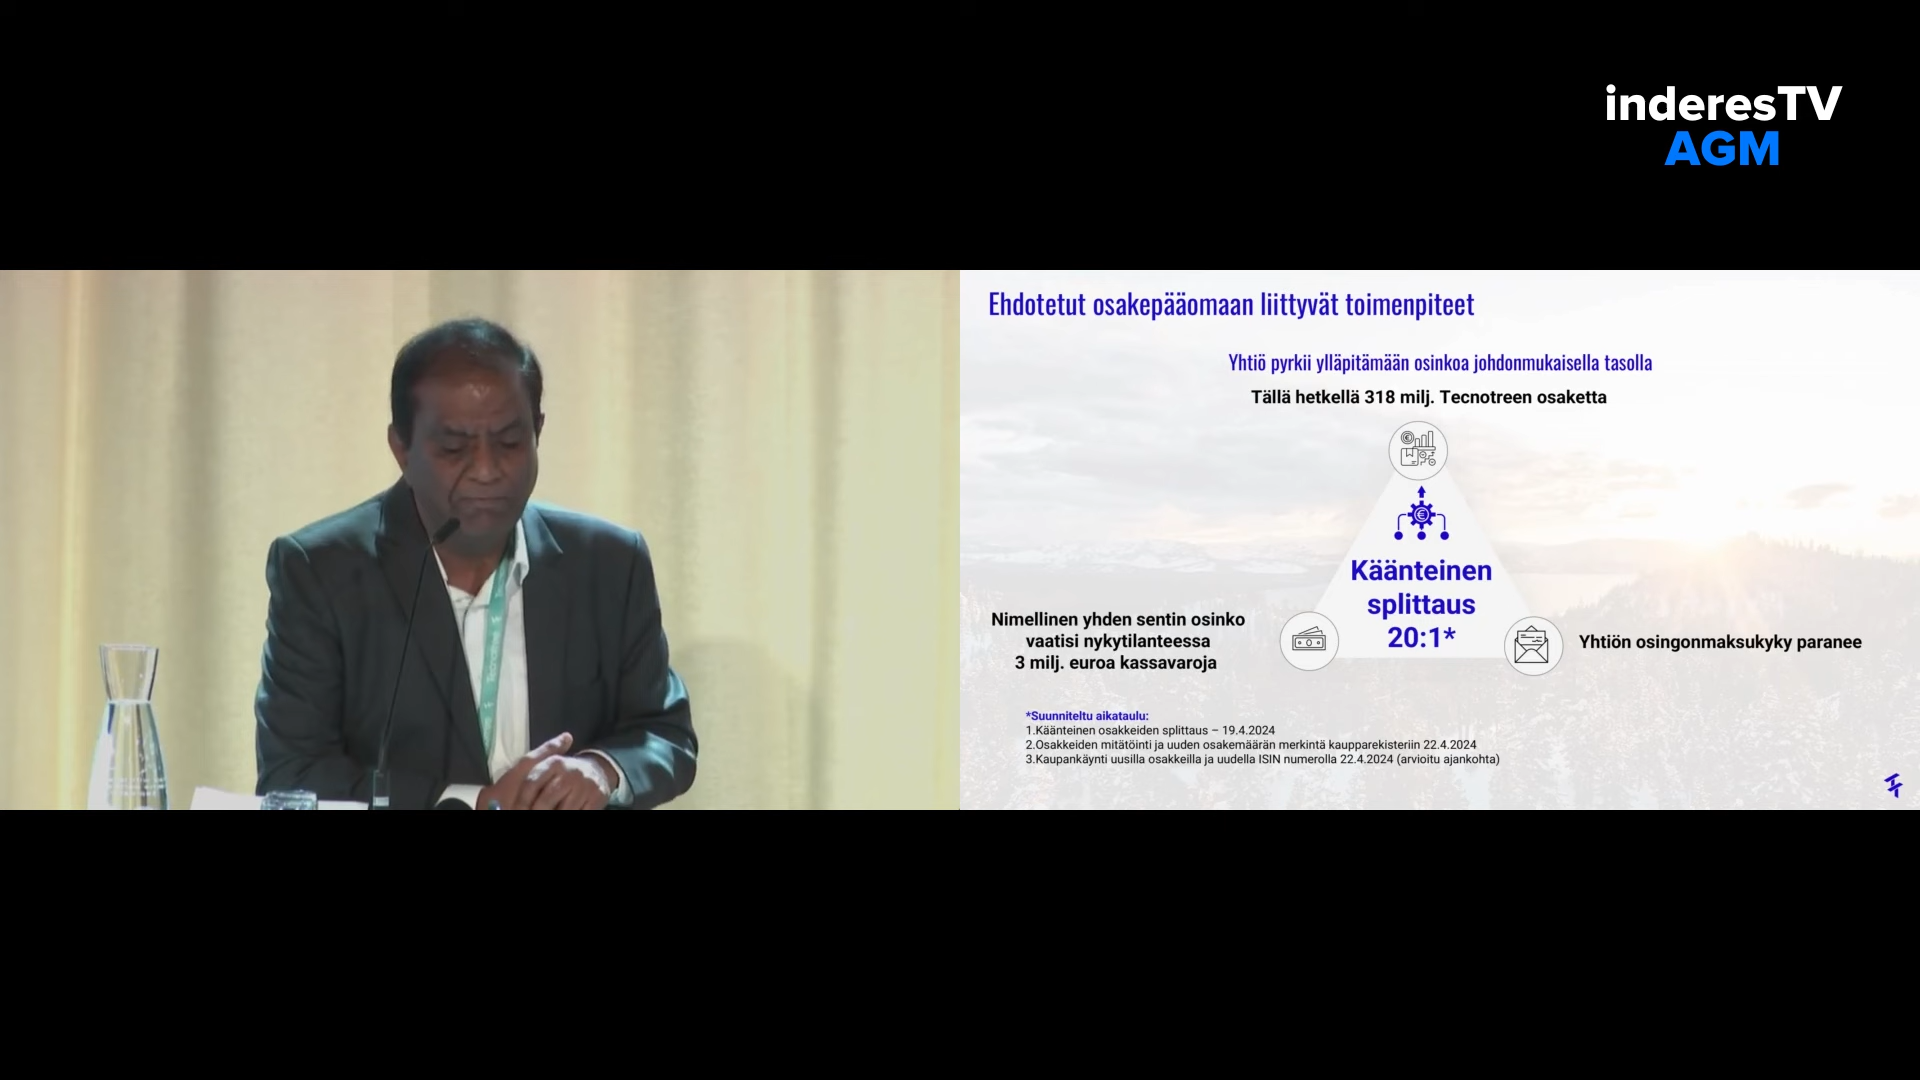 inderesTV
AGM
Ehdotetut osakepääomaan liittyvät toimenpiteet
Yhtiö pyrkii ylläpitämään osinkoa johdonmukaisella tasolla
Tällä hetkellä 318 milj. Tecnotreen osaketta
Käänteinen
splittaus
20:1*
Nimellinen yhden sentin osinko
vaatisi nykytilanteessa
3 milj. euroa kassavaroja
Yhtiön osingonmaksukyky paranee
*Suunniteltu aikataulu:
1.Käänteinen osakkeiden splittaus – 19.4.2024
2.Osakkeiden mitätöinti ja uuden osakemäärän merkintä kaupparekisteriin 22.4.2024
3.Kaupankäynti uusilla osakkeilla ja uudella ISIN numerolla 22.4.2024 (arvioitu ajankohta)
Tecnotree